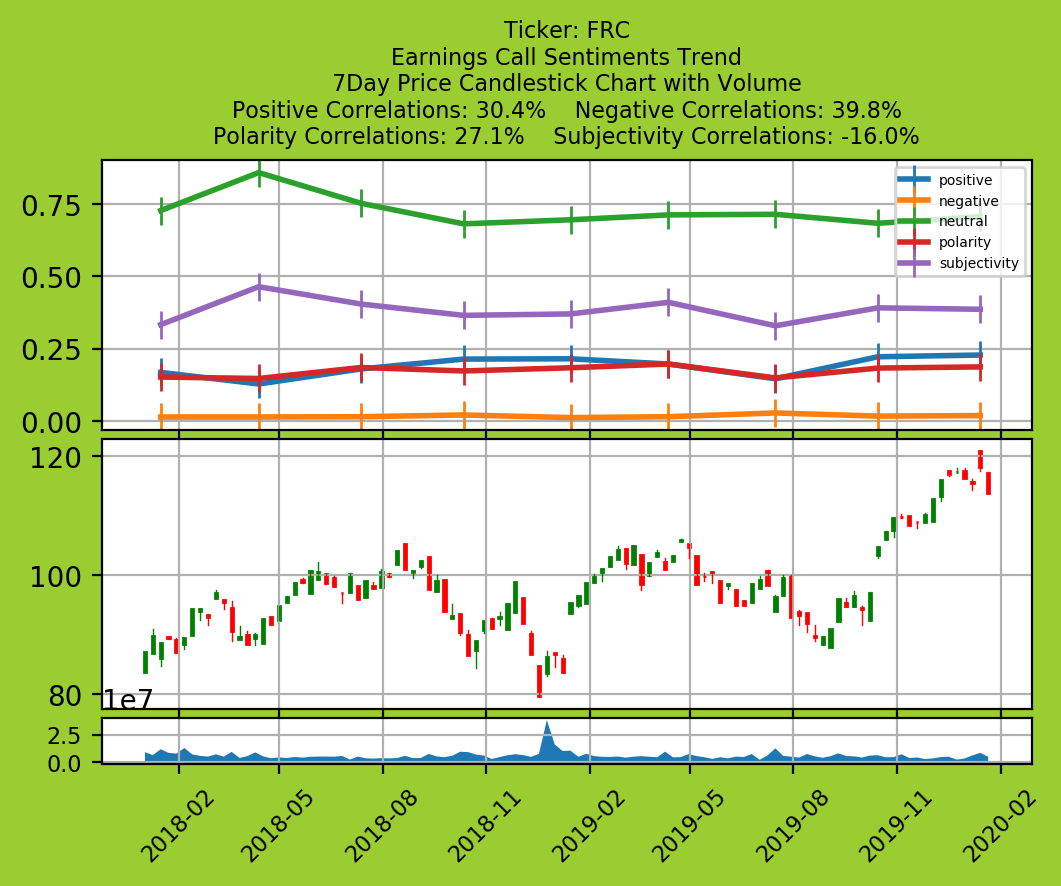 Ticker: FRC
Earnings Call Sentiments Trend
7Day Price Candlestick Chart with Volume
Positive Correlations: 30.4% Negative Correlations: 39.8%
Polarity Correlations: 27.1% Subjectivity Correlations: -16.0%
0.75
0.50
0.25
0.00
positive
negative
neutral
polarity
subjectivity
120
100
80
1e7
2.5
0.0
2018-02
2018-05
2018-08
2018-11
2019-02
2019-05
2019-08
2019-11
2020-02